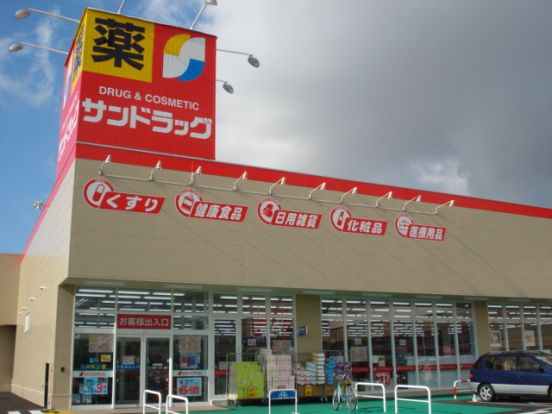 薬
DRUG & COSMETIC
サンドラッグ
くすり
健康食品
日用雑貨
化粧品
医療用品
お客様出入口